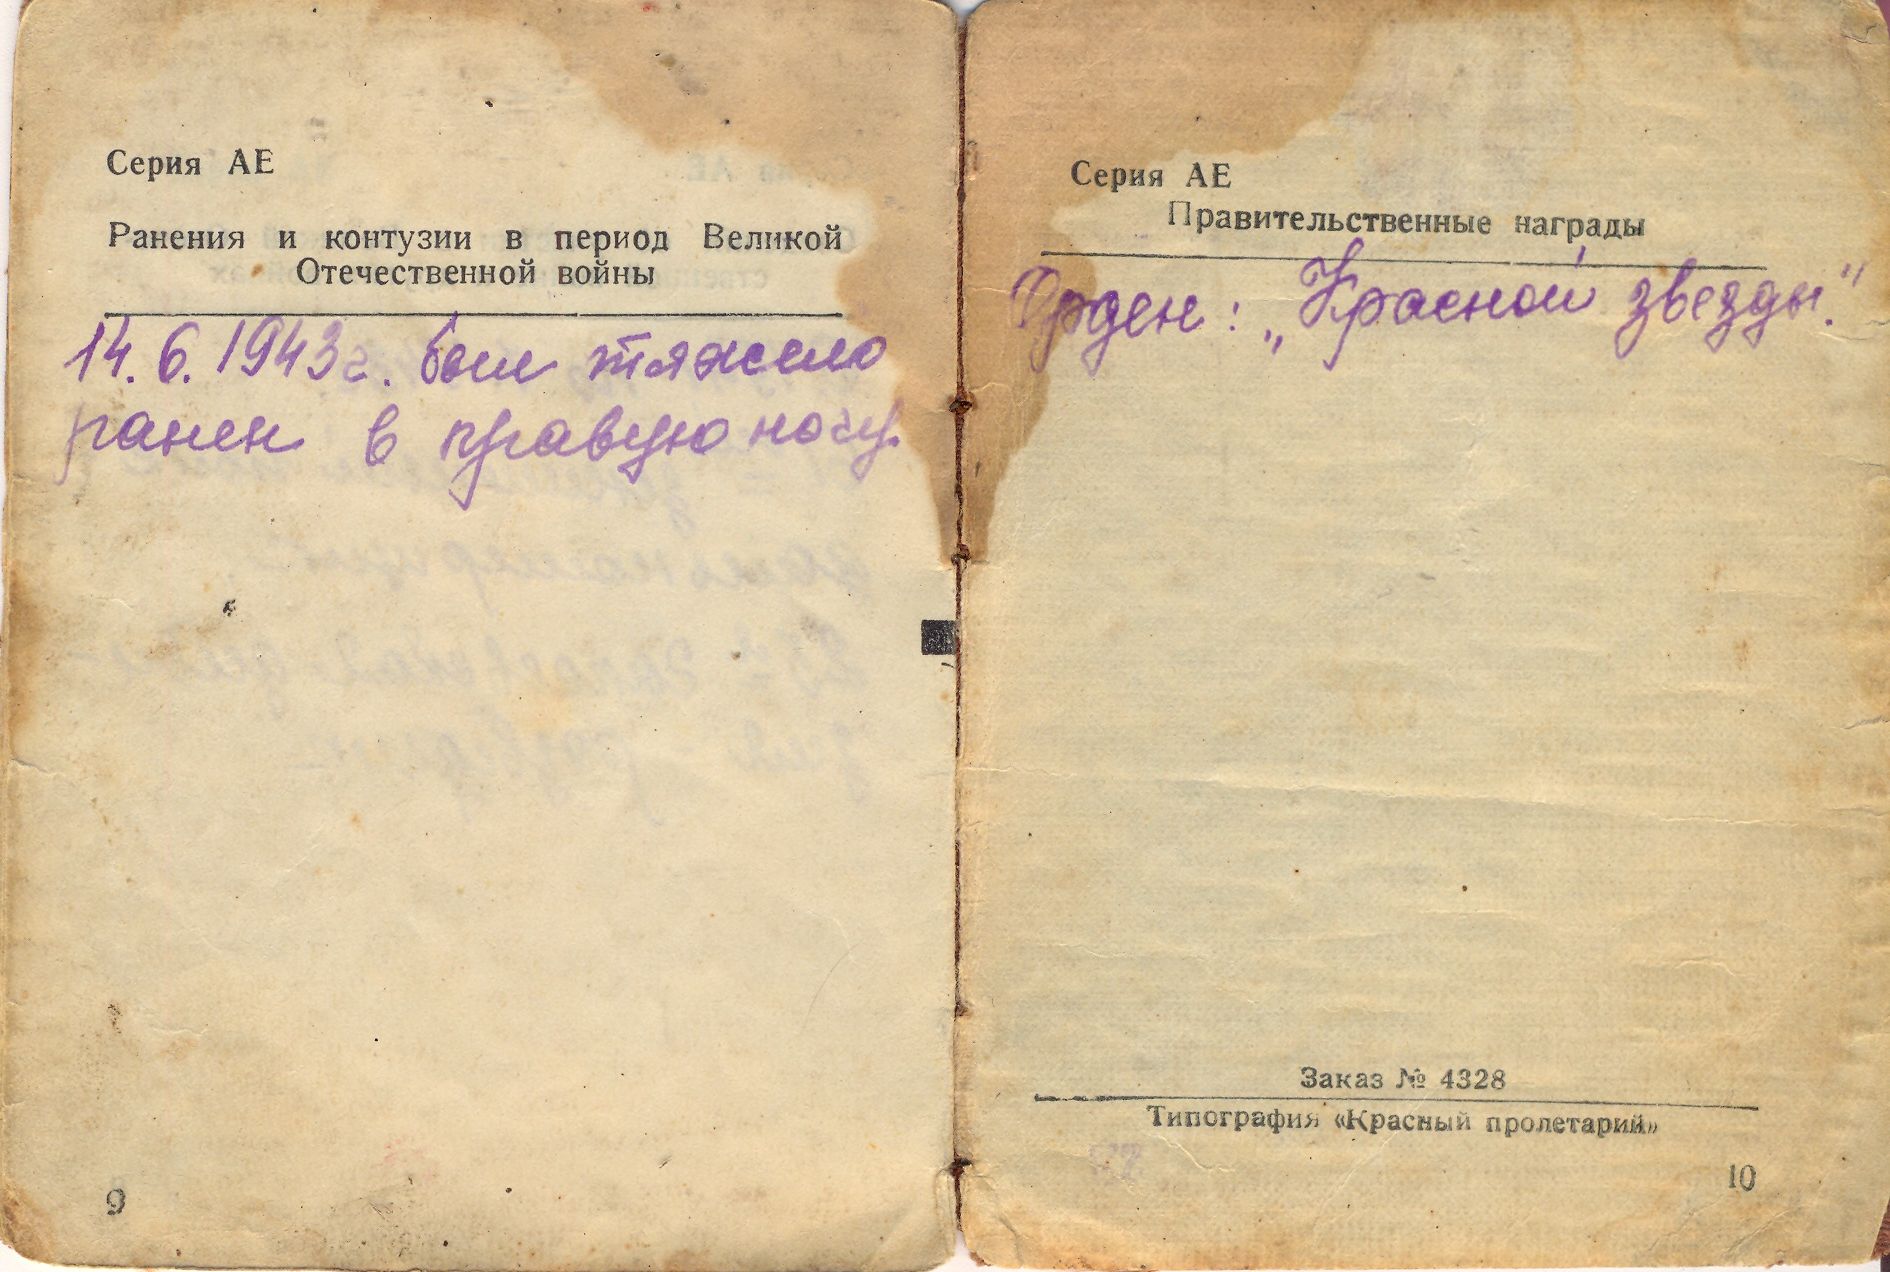 Серия АЕ
Ранения и контузии в период Великой
Отечественной войны
14. 6. 1943 г. был тяжело
ранен в правую ногу.
9
Серия АЕ
Правительственные награды
Орден: „Красной звезды."
Заказ № 4328
Типография «Красный пролетарий»
10